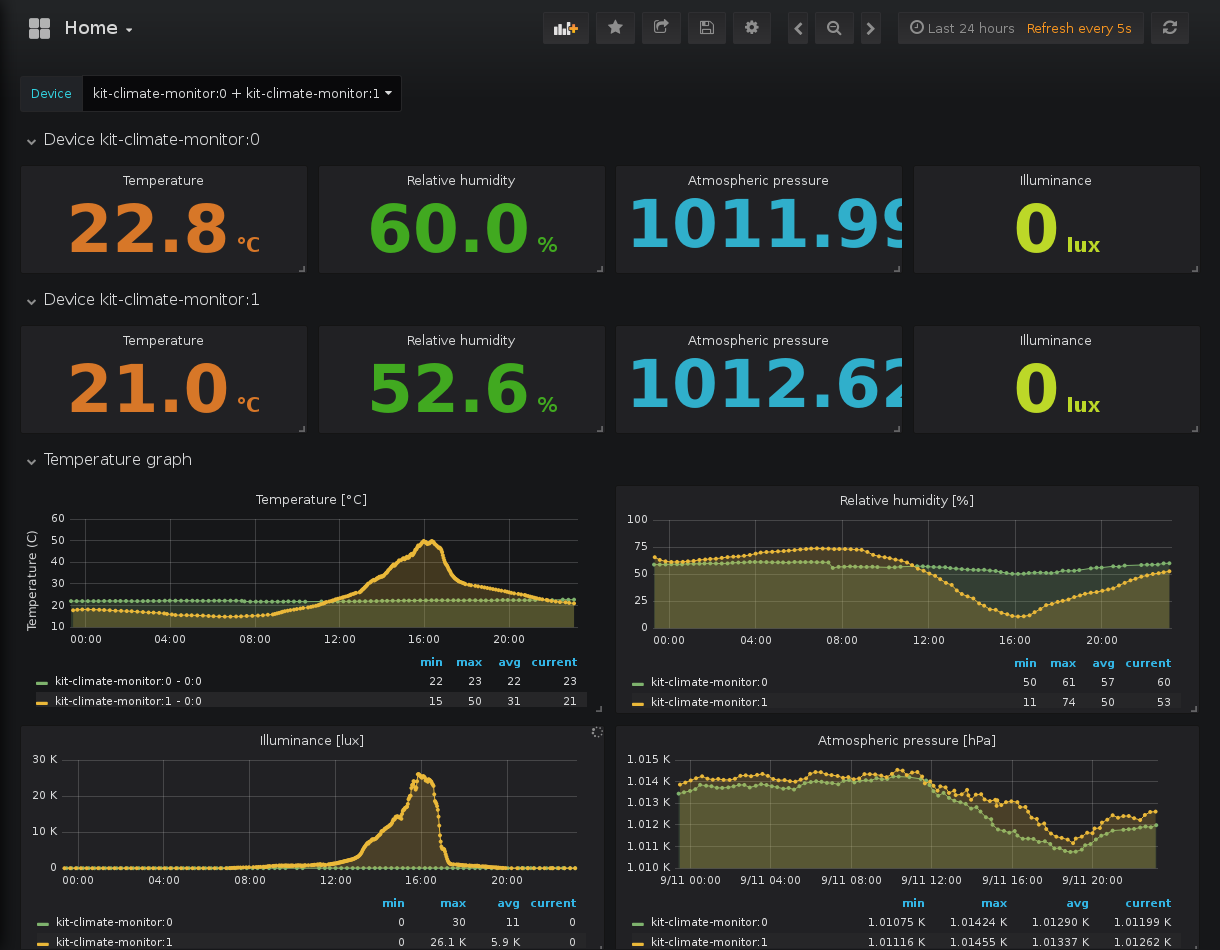 Home
Last 24 hours Refresh every 5s
Device kit-climate-monitor:0 + kit-climate-monitor:1
Device kit-climate-monitor:0
Temperature Relative humidity Atmospheric pressure Illuminance
22.8 °C 60.0 % 1011.99 0 lux
Device kit-climate-monitor:1
Temperature Relative humidity Atmospheric pressure Illuminance
21.0 °C 52.6 % 1012.62 0 lux
Temperature graph
Temperature [°C]
Temperature (C)
60
50
40
30
20
10
00:00 04:00 08:00 12:00 16:00 20:00
min max avg current
kit-climate-monitor:0 - 0:0 22 23 22 23
kit-climate-monitor:1 - 0:0 15 50 31 21
Relative humidity [%]
100
75
50
25
0
00:00 04:00 08:00 12:00 16:00 20:00
min max avg current
kit-climate-monitor:0 50 61 57 60
kit-climate-monitor:1 11 74 50 53
Illuminance [lux]
30 K
20 K
10 K
0
00:00 04:00 08:00 12:00 16:00 20:00
min max avg current
kit-climate-monitor:0 0 30 11 0
kit-climate-monitor:1 0 26.1 K 5.9 K 0
Atmospheric pressure [hPa]
1.015 K
1.014 K
1.013 K
1.012 K
1.011 K
1.010 K
9/11 00:00 9/11 04:00 9/11 08:00 9/11 12:00 9/11 16:00 9/11 20:00
min max avg current
kit-climate-monitor:0 1.01075 K 1.01424 K 1.01290 K 1.01199 K
kit-climate-monitor:1 1.01116 K 1.01455 K 1.01337 K 1.01262 K